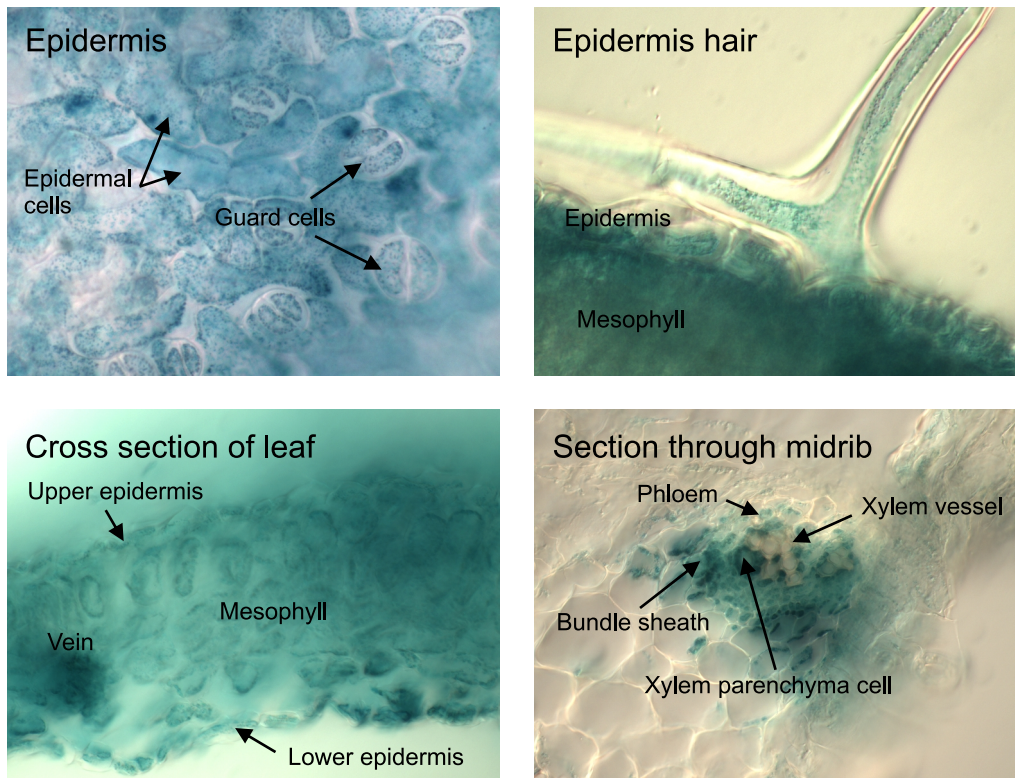 Epidermis
Epidermal
cells
Guard cells
Epidermis hair
Epidermis
Mesophyll
Cross section of leaf
Upper epidermis
Mesophyll
Vein
Lower epidermis
Section through midrib
Phloem
Xylem vessel
Bundle sheath
Xylem parenchyma cell